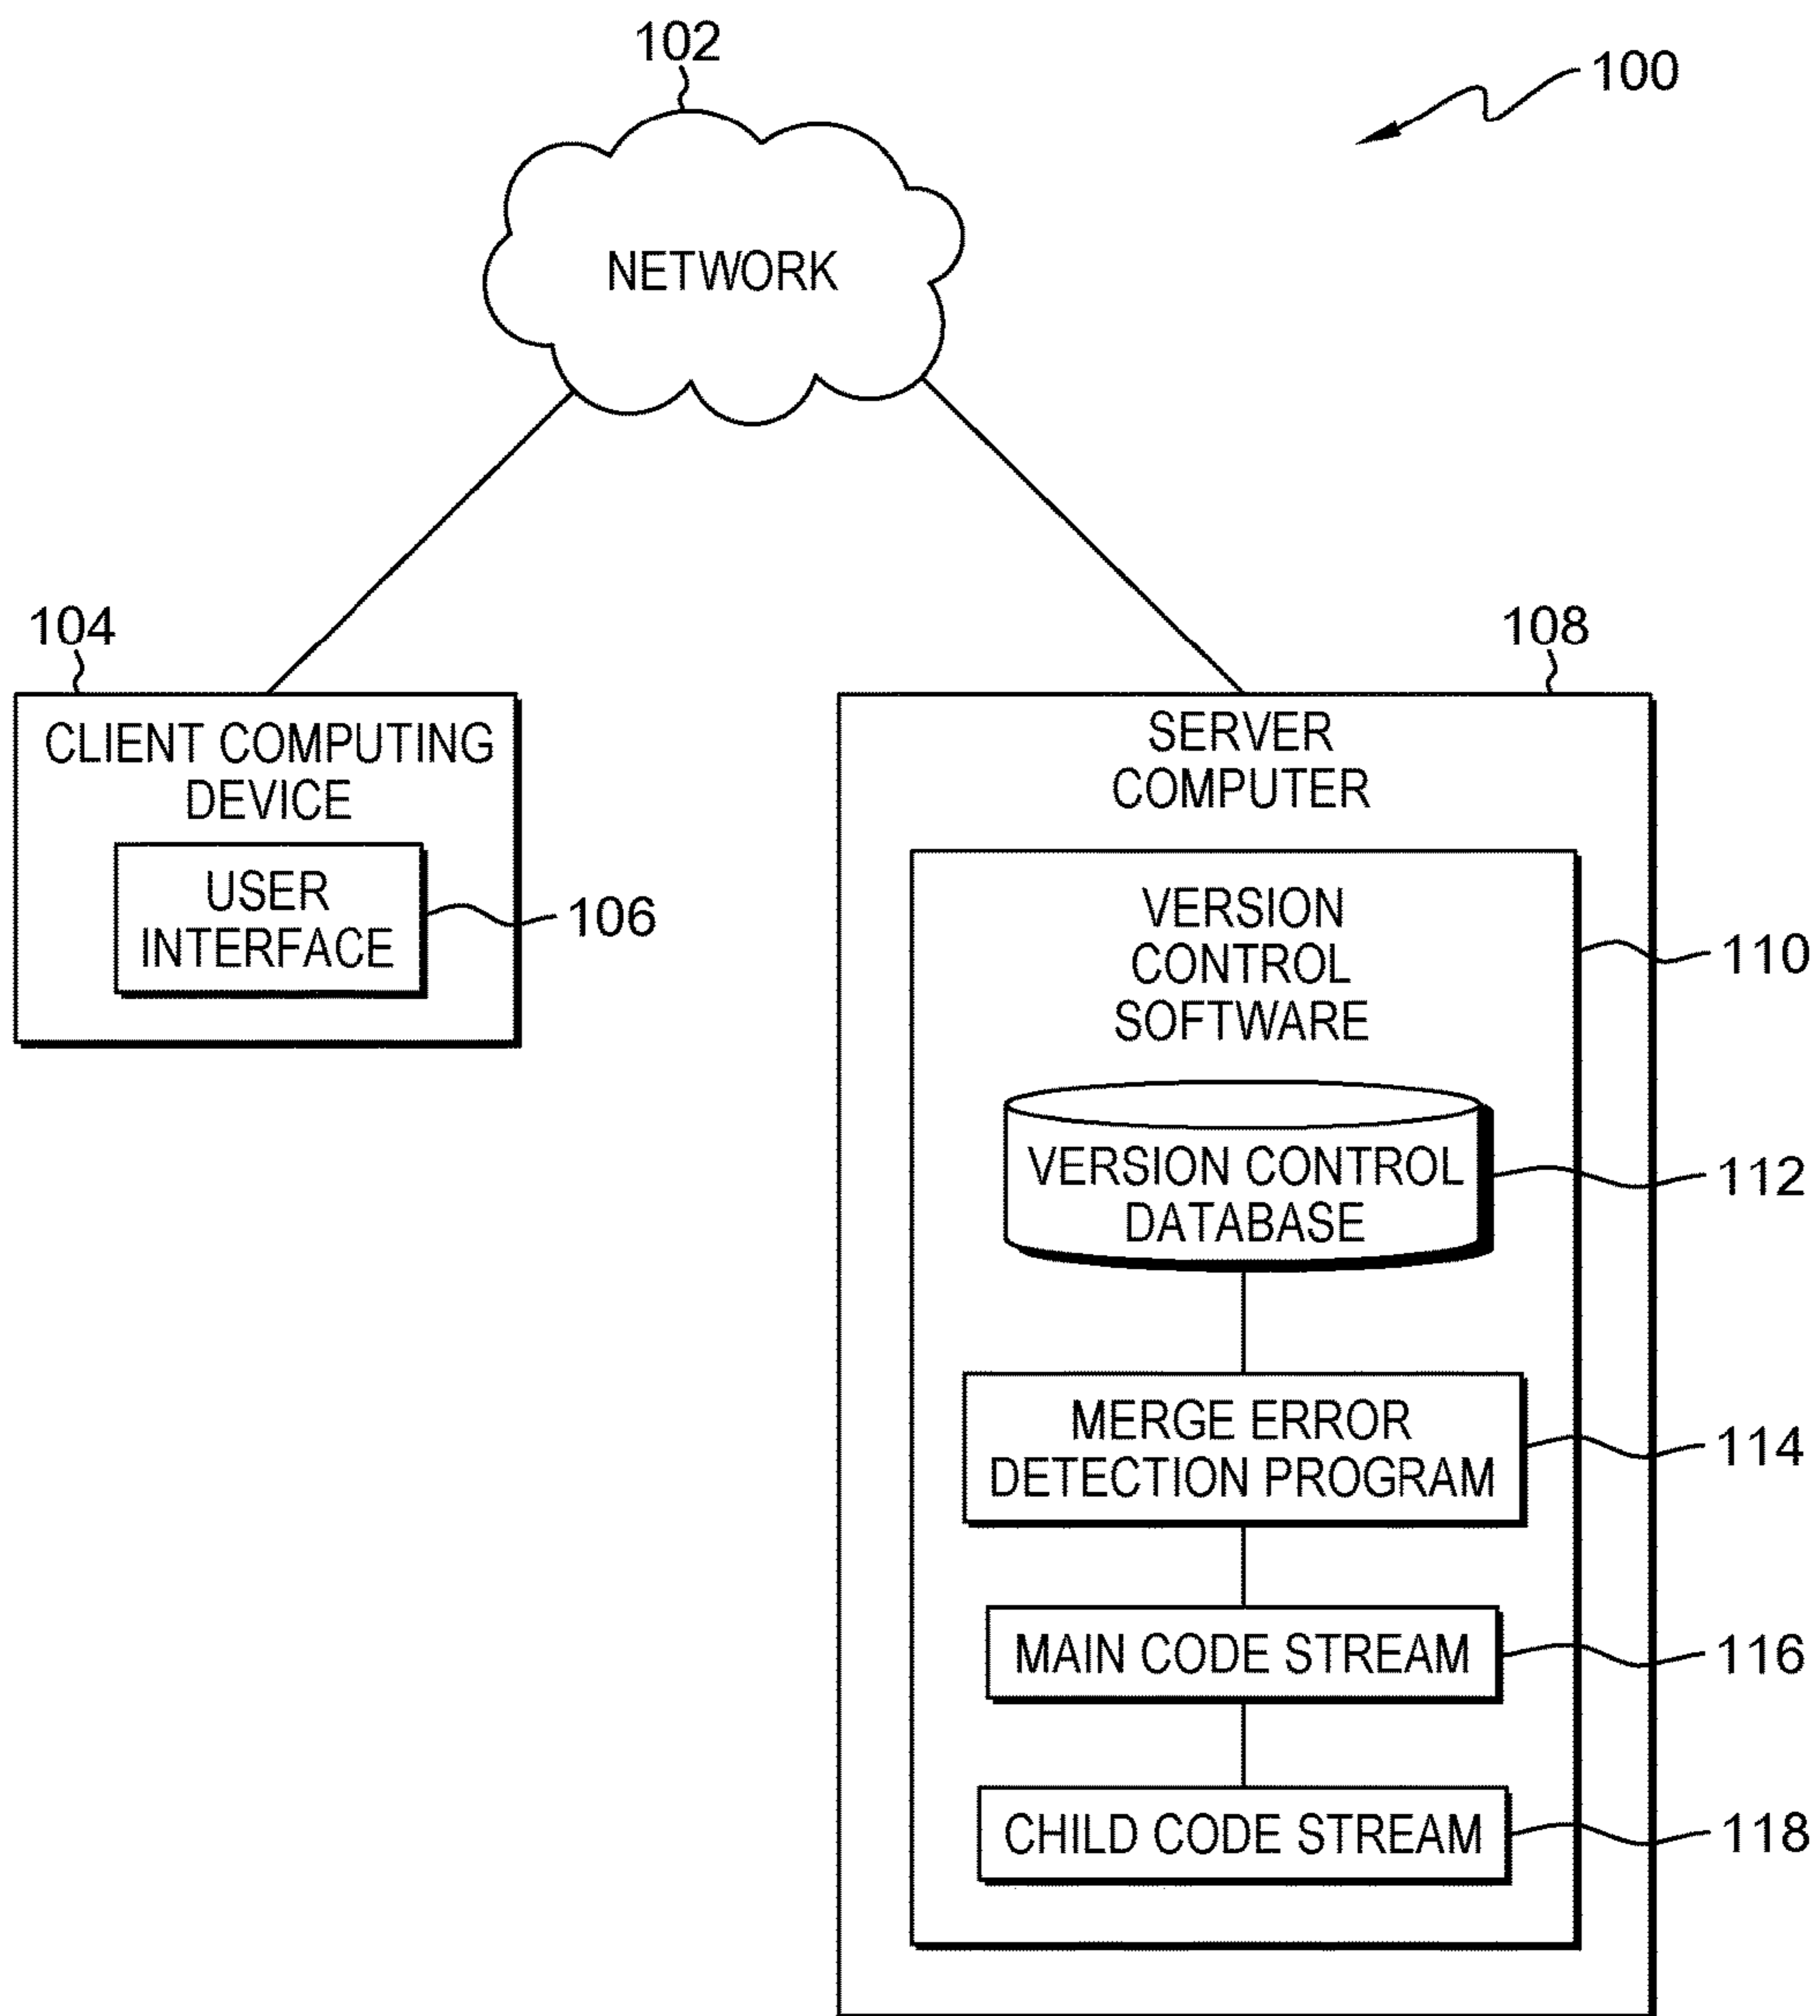 102
100
NETWORK
104
108
CLIENT COMPUTING
DEVICE
USER
INTERFACE
106
SERVER
COMPUTER
VERSION
CONTROL
SOFTWARE
110
VERSION CONTROL
DATABASE
112
MERGE ERROR
DETECTION PROGRAM
114
MAIN CODE STREAM
116
CHILD CODE STREAM
118